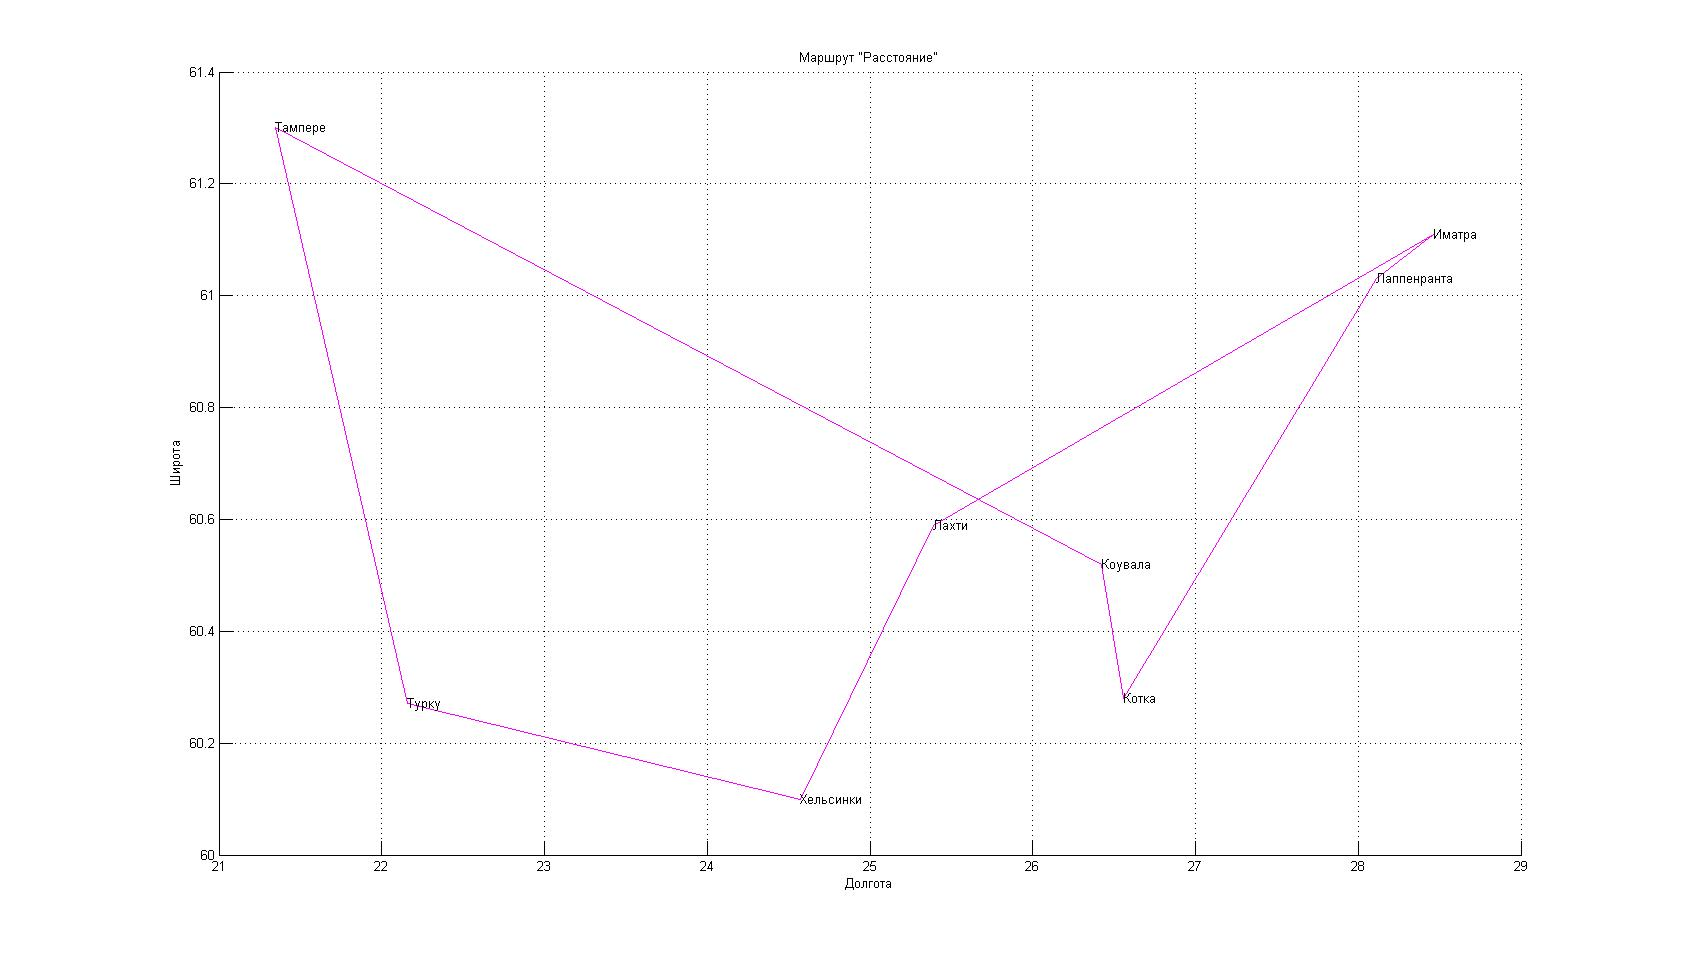 Маршрут "Расстояние"
61.4
Тампере
61.2
Иматра
Лаппенранта
61
60.8
Широта
60.6
Лахти
Коувала
60.4
Турку
Котка
60.2
Хельсинки
60
21 22 23 24 25 26 27 28 29
Долгота